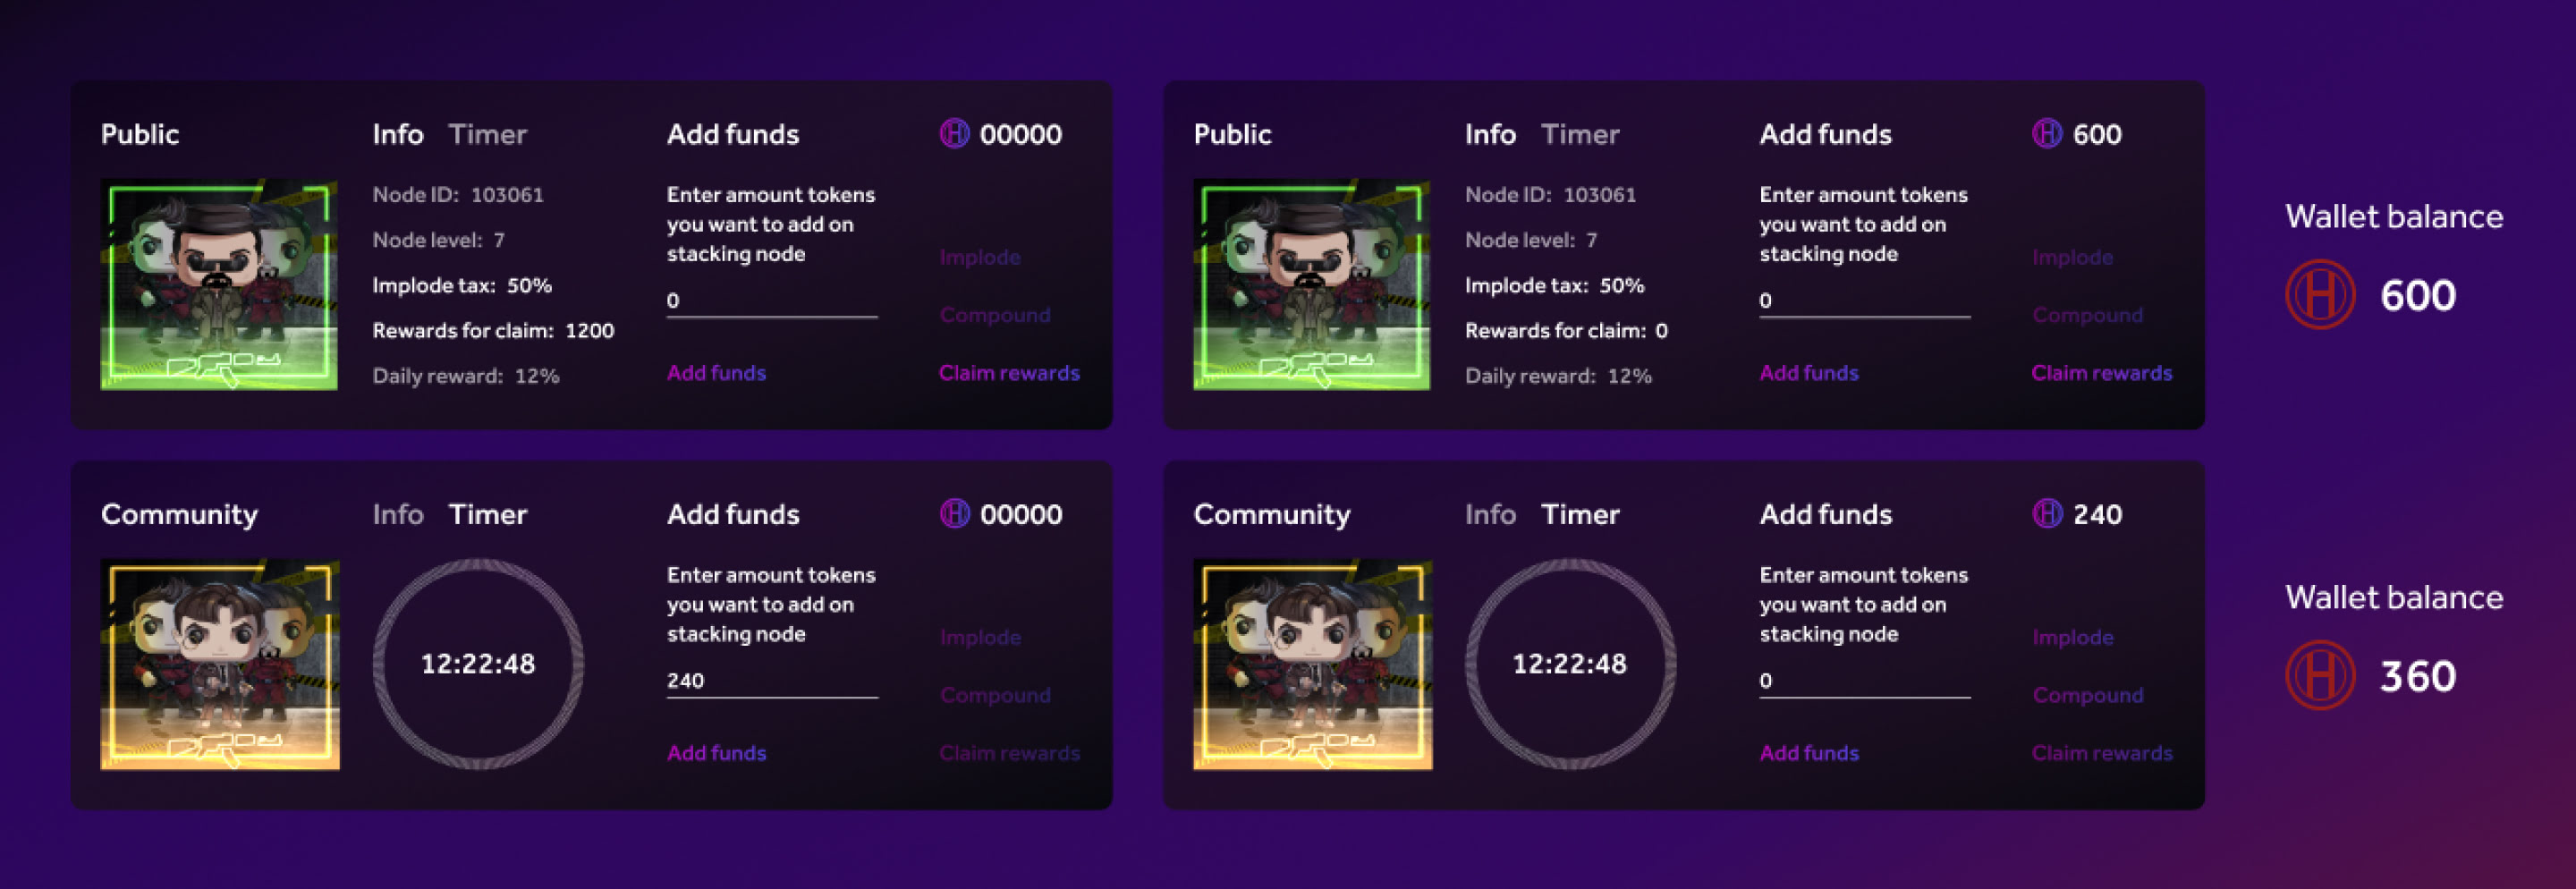 Public
Info Timer
Node ID: 103061
Node level: 7
Implode tax: 50%
Rewards for claim: 1200
Daily reward: 12%
Add funds
Enter amount tokens
you want to add on
stacking node
0
Add funds
00000
Implode
Compound
Claim rewards
Public
Info Timer
Node ID: 103061
Node level: 7
Implode tax: 50%
Rewards for claim: 0
Daily reward: 12%
Add funds
Enter amount tokens
you want to add on
stacking node
0
Add funds
600
Implode
Compound
Claim rewards
Wallet balance
600
Community
Info Timer
12:22:48
Add funds
Enter amount tokens
you want to add on
stacking node
240
Add funds
00000
Implode
Compound
Claim rewards
Community
Info Timer
12:22:48
Add funds
Enter amount tokens
you want to add on
stacking node
0
Add funds
240
Implode
Compound
Claim rewards
Wallet balance
360